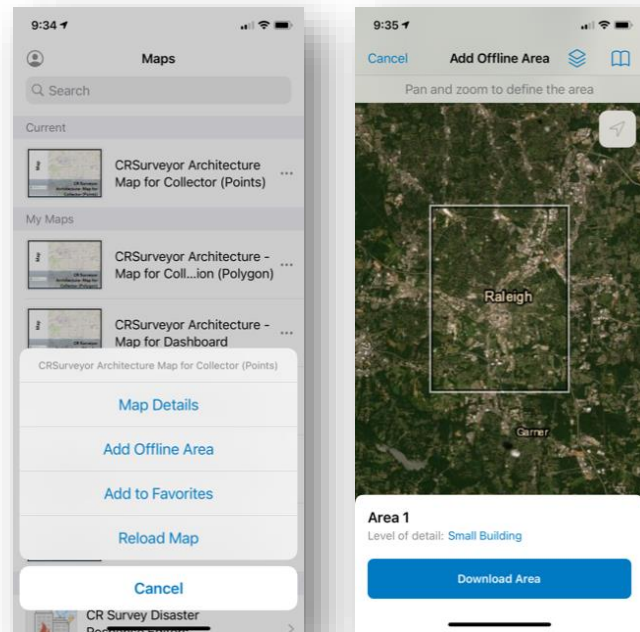 9:34
Maps
Search
Current
CRSurveyor Architecture
Map for Collector (Points)
...
My Maps
CRSurveyor Architecture -
Map for Coll...ion (Polygon)
...
CRSurveyor Architecture -
Map for Dashboard
...
CRSurveyor Architecture Map for Collector (Points)
Map Details
Add Offline Area
Add to Favorites
Reload Map
Cancel
CR Survey Disaster
9:35
Cancel
Add Offline Area
Pan and zoom to define the area
Raleigh
Garner
Area 1
Level of detail: Small Building
Download Area